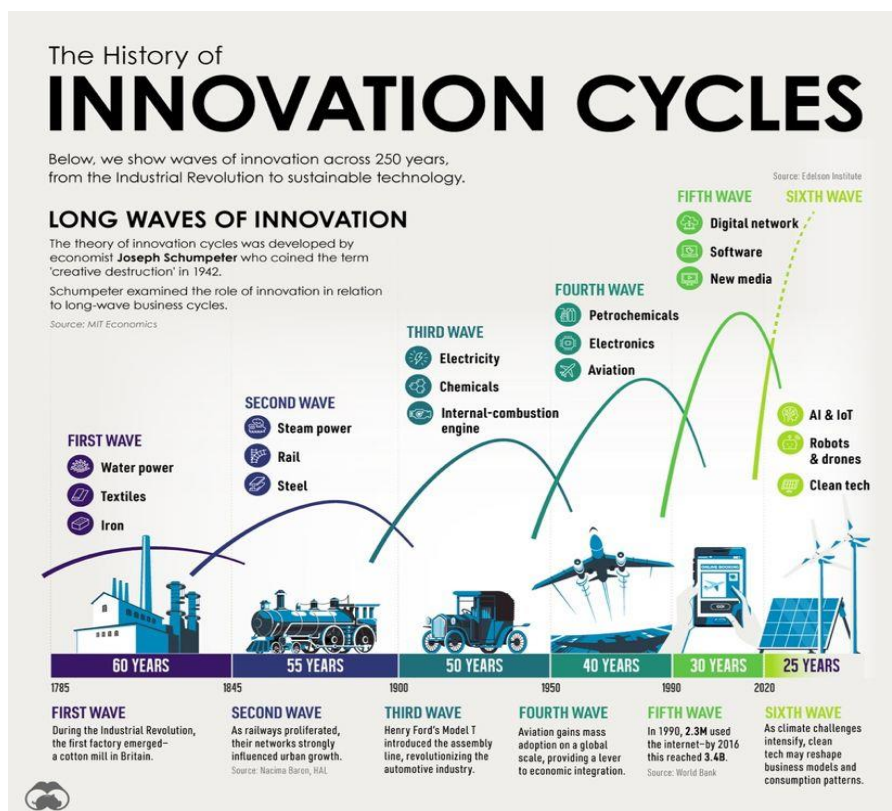 The History of
INNOVATION CYCLES
Below, we show waves of innovation across 250 years,
from the Industrial Revolution to sustainable technology.
Source: Edelson Institute
LONG WAVES OF INNOVATION
The theory of innovation cycles was developed by
economist Joseph Schumpeter who coined the term
'creative destruction' in 1942.
Schumpeter examined the role of innovation in relation
to long-wave business cycles.
Source: MIT Economics
FIRST WAVE
Water power
Textiles
Iron
SECOND WAVE
Steam power
Rail
Steel
THIRD WAVE
Electricity
Chemicals
Internal-combustion
engine
FOURTH WAVE
Petrochemicals
Electronics
Aviation
FIFTH WAVE
Digital network
Software
New media
SIXTH WAVE
AI & IoT
Robots
& drones
Clean tech
ONLINE BOOKING
60 YEARS
55 YEARS
50 YEARS
40 YEARS
30 YEARS
25 YEARS
1785
1845
1900
1950
1990
2020
FIRST WAVE
During the Industrial Revolution,
the first factory emerged–
a cotton mill in Britain.
SECOND WAVE
As railways proliferated,
their networks strongly
influenced urban growth.
Source: Nacima Baron, HAL
THIRD WAVE
Henry Ford's Model T
introduced the assembly
line, revolutionizing the
automotive industry.
FOURTH WAVE
Aviation gains mass
adoption on a global
scale, providing a lever
to economic integration.
FIFTH WAVE
In 1990, 2.3M used
the internet–by 2016
this reached 3.4B.
Source: World Bank
SIXTH WAVE
As climate challenges
intensify, clean
tech may reshape
business models and
consumption patterns.